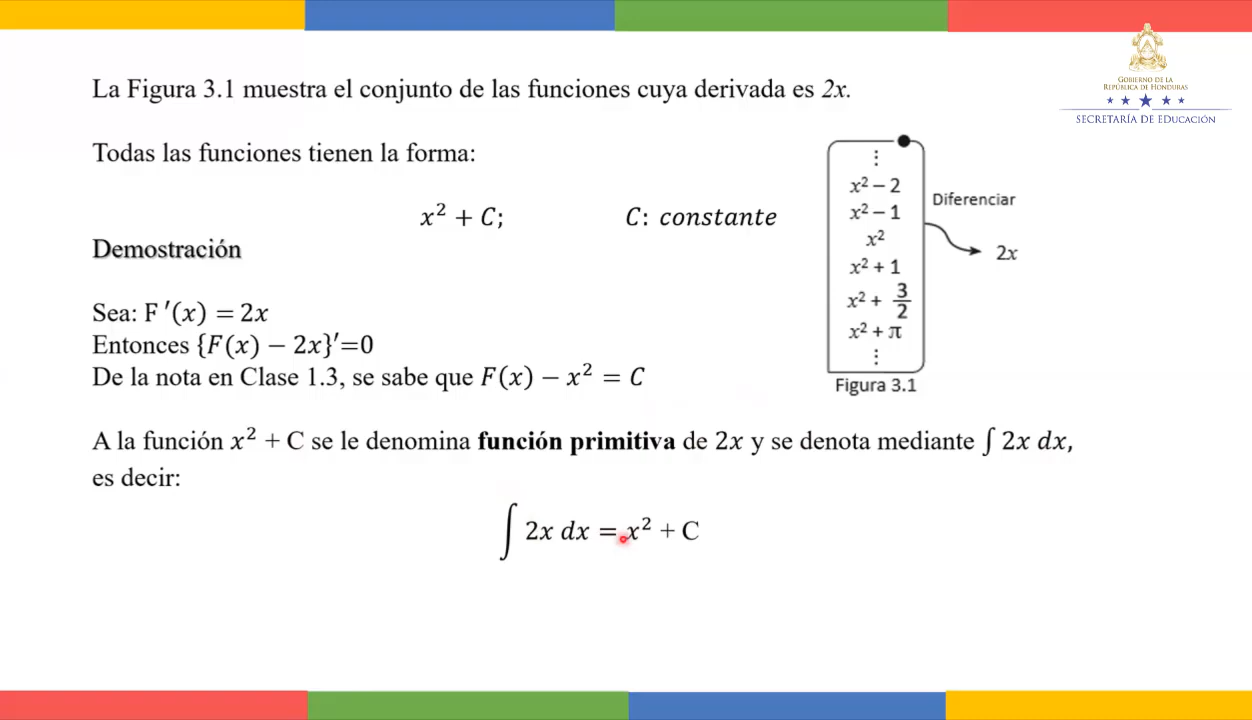 GOBIERNO DE LA
REPÚBLICA DE HONDURAS
SECRETARÍA DE EDUCACIÓN
La Figura 3.1 muestra el conjunto de las funciones cuya derivada es 2x.
Todas las funciones tienen la forma:
x² + C; C: constante
Demostración
Sea: F ′(x) = 2x
Entonces {F(x) − 2x}′=0
De la nota en Clase 1.3, se sabe que F(x) − x² = C
⋮
x² − 2
x² − 1
x²
x² + 1
x² + 3/2
x² + π
⋮
Diferenciar
2x
Figura 3.1
A la función x² + C se le denomina función primitiva de 2x y se denota mediante ∫ 2x dx,
es decir:
∫ 2x dx = x² + C